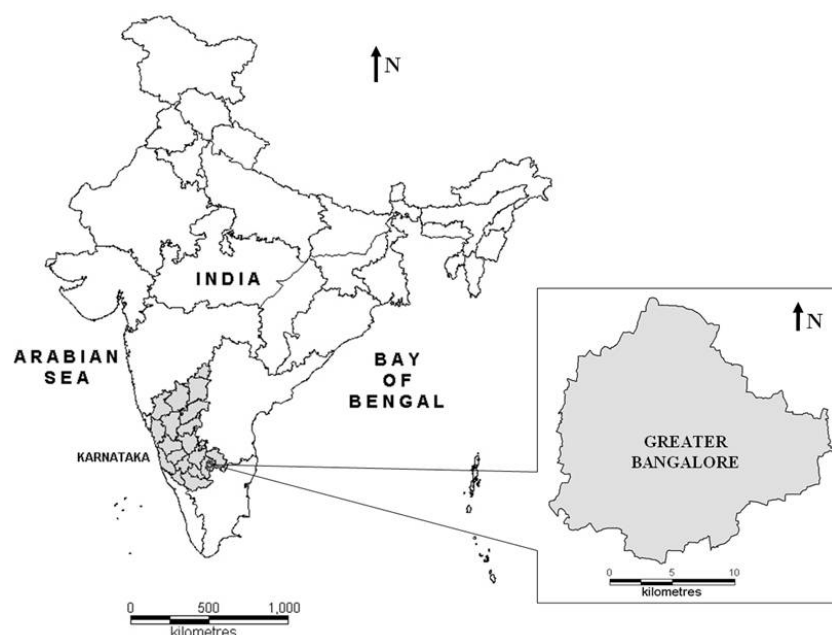 N
INDIA
ARABIAN
SEA
BAY
OF
BENGAL
KARNATAKA
0 500 1,000
kilometres
N
GREATER
BANGALORE
0 5 10
kilometres